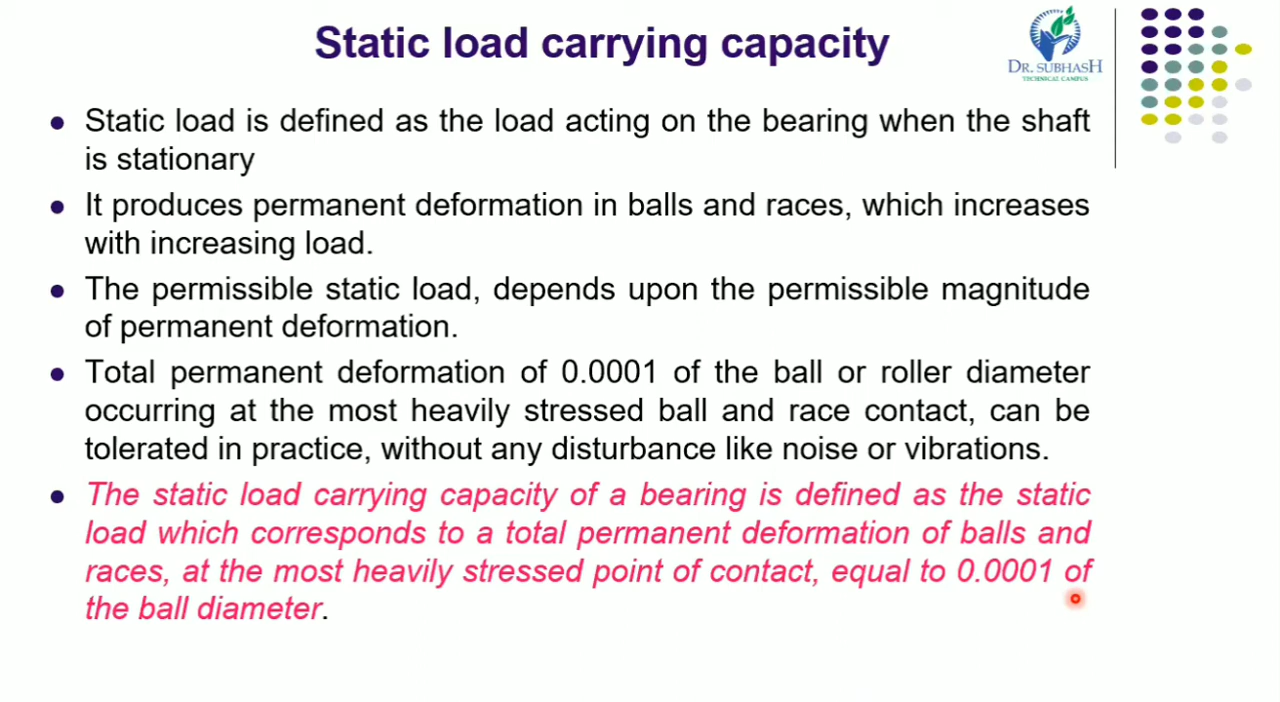 Static load carrying capacity
DR. SUBHASH
TECHNICAL CAMPUS
Static load is defined as the load acting on the bearing when the shaft
is stationary
It produces permanent deformation in balls and races, which increases
with increasing load.
The permissible static load, depends upon the permissible magnitude
of permanent deformation.
Total permanent deformation of 0.0001 of the ball or roller diameter
occurring at the most heavily stressed ball and race contact, can be
tolerated in practice, without any disturbance like noise or vibrations.
The static load carrying capacity of a bearing is defined as the static
load which corresponds to a total permanent deformation of balls and
races, at the most heavily stressed point of contact, equal to 0.0001 of
the ball diameter.